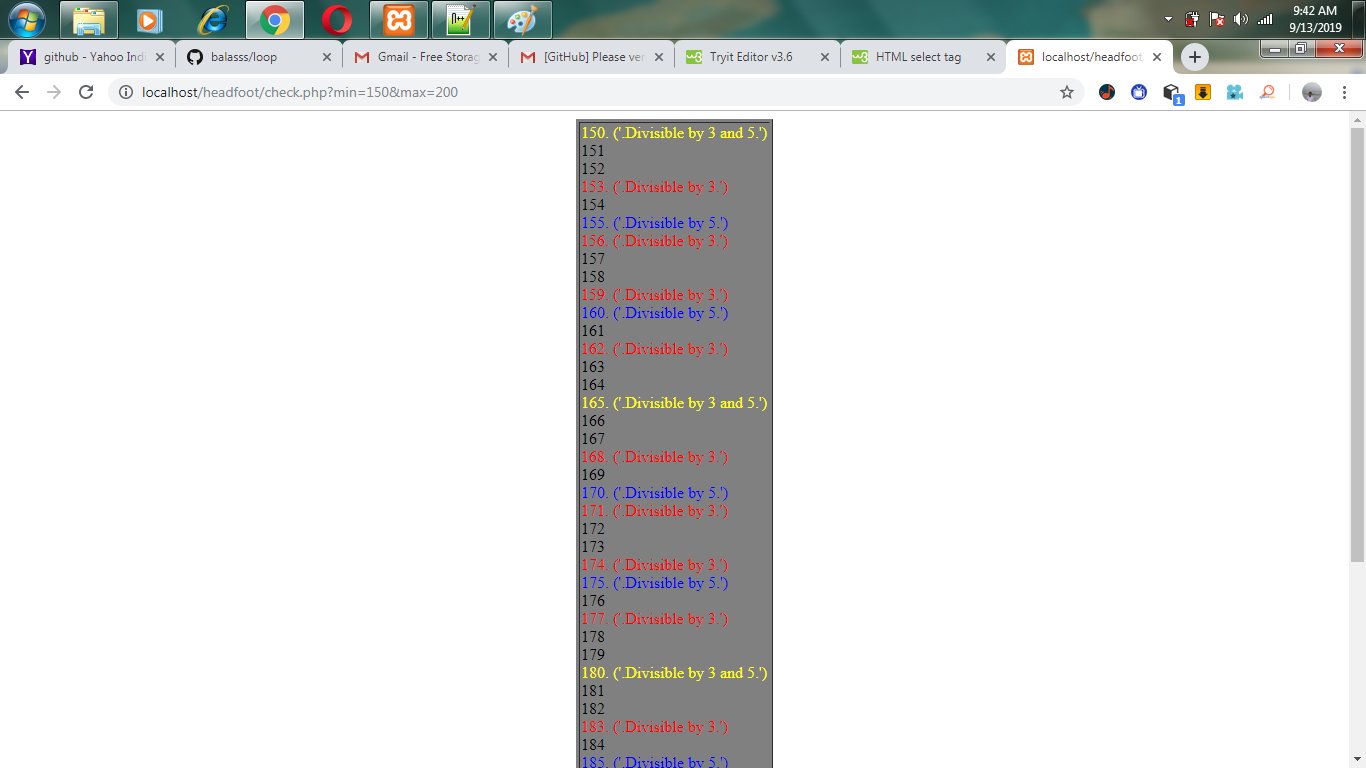 9:42 AM
9/13/2019
github - Yahoo Indi
balasss/loop
Gmail - Free Storag
[GitHub] Please ver
Tryit Editor v3.6
HTML select tag
localhost/headfoot
localhost/headfoot/check.php?min=150&max=200
1
150. ('.Divisible by 3 and 5.')
151
152
153. ('.Divisible by 3.')
154
155. ('.Divisible by 5.')
156. ('.Divisible by 3.')
157
158
159. ('.Divisible by 3.')
160. ('.Divisible by 5.')
161
162. ('.Divisible by 3.')
163
164
165. ('.Divisible by 3 and 5.')
166
167
168. ('.Divisible by 3.')
169
170. ('.Divisible by 5.')
171. ('.Divisible by 3.')
172
173
174. ('.Divisible by 3.')
175. ('.Divisible by 5.')
176
177. ('.Divisible by 3.')
178
179
180. ('.Divisible by 3 and 5.')
181
182
183. ('.Divisible by 3.')
184
185. ('.Divisible by 5.')